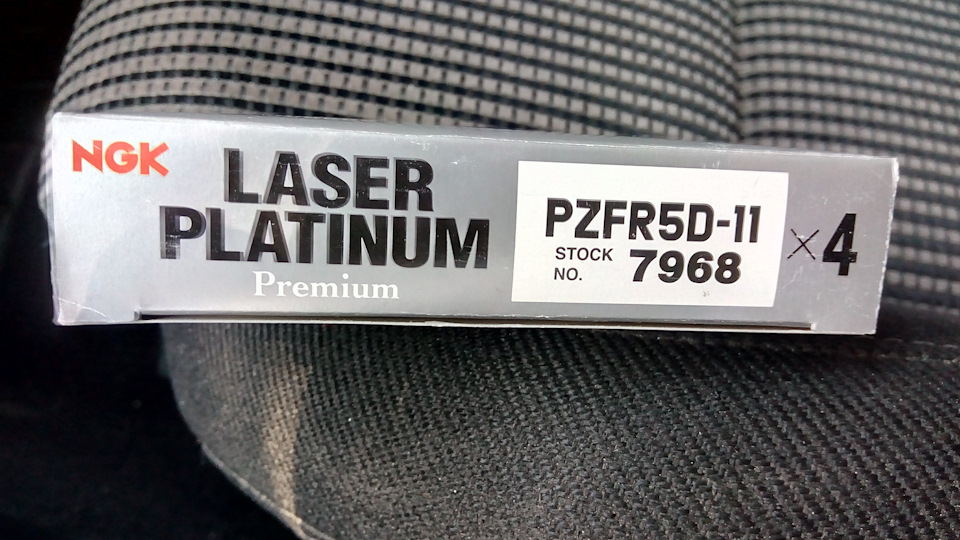 NGK
LASER
PLATINUM
Premium
PZFR5D-11
STOCK
NO. 7968
×4